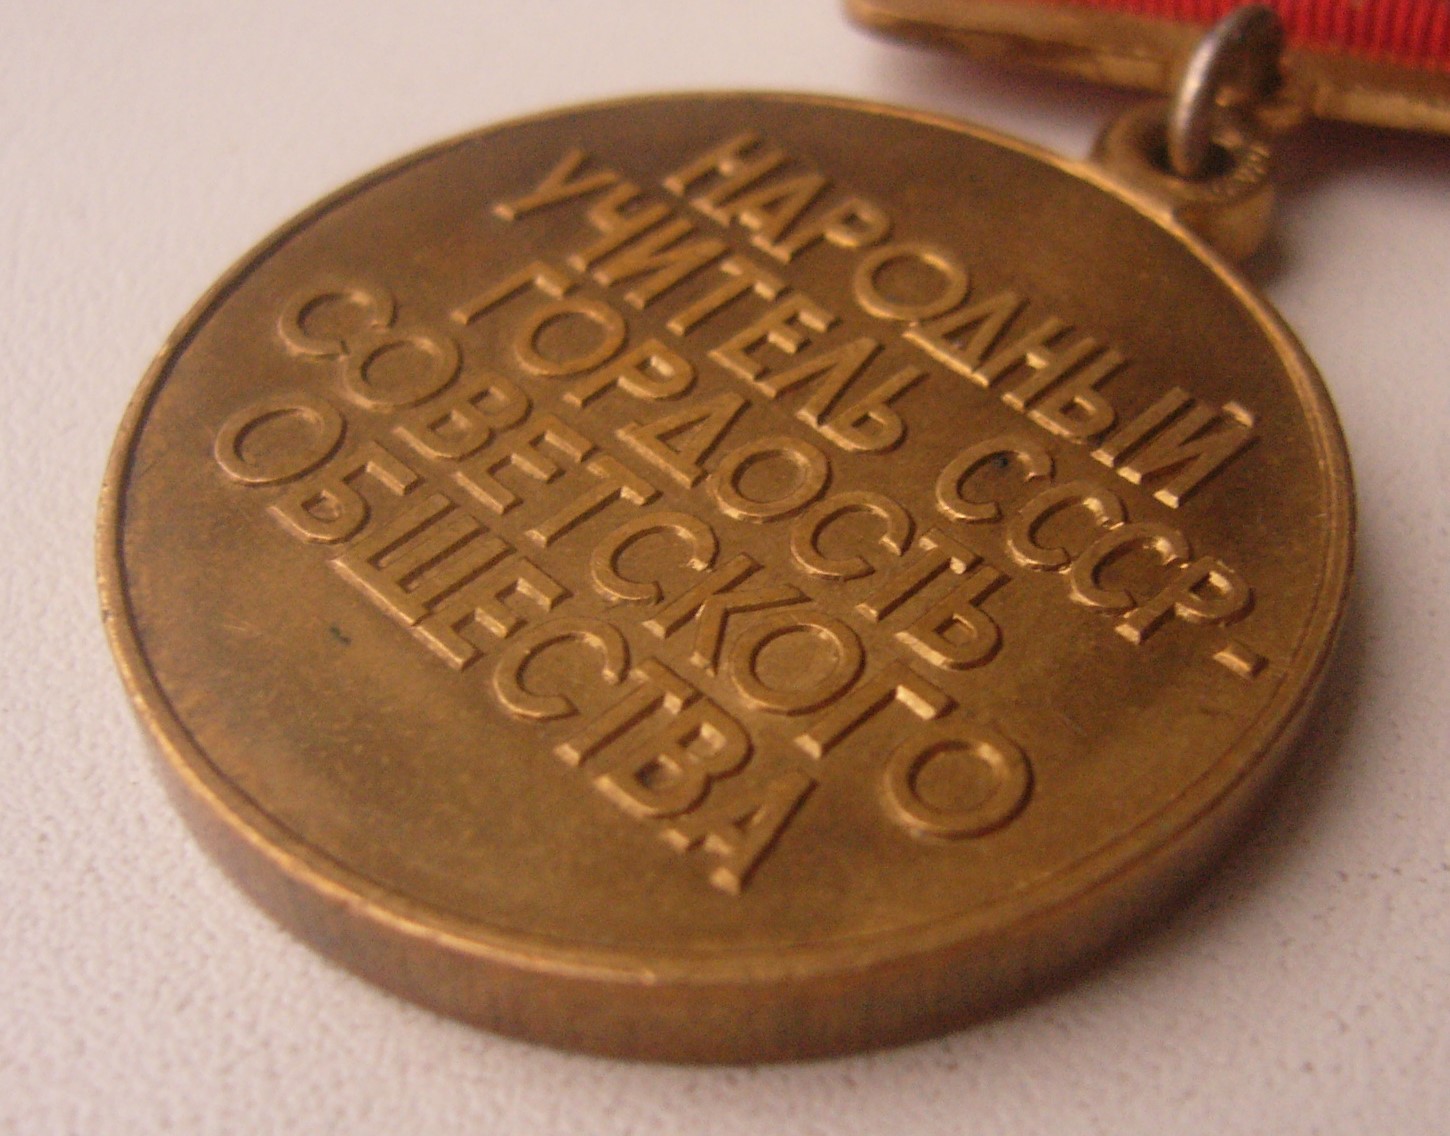 НАРОДНЫЙ
УЧИТЕЛЬ СССР-
ГОРДОСТЬ
СОВЕТСКОГО
ОБЩЕСТВА